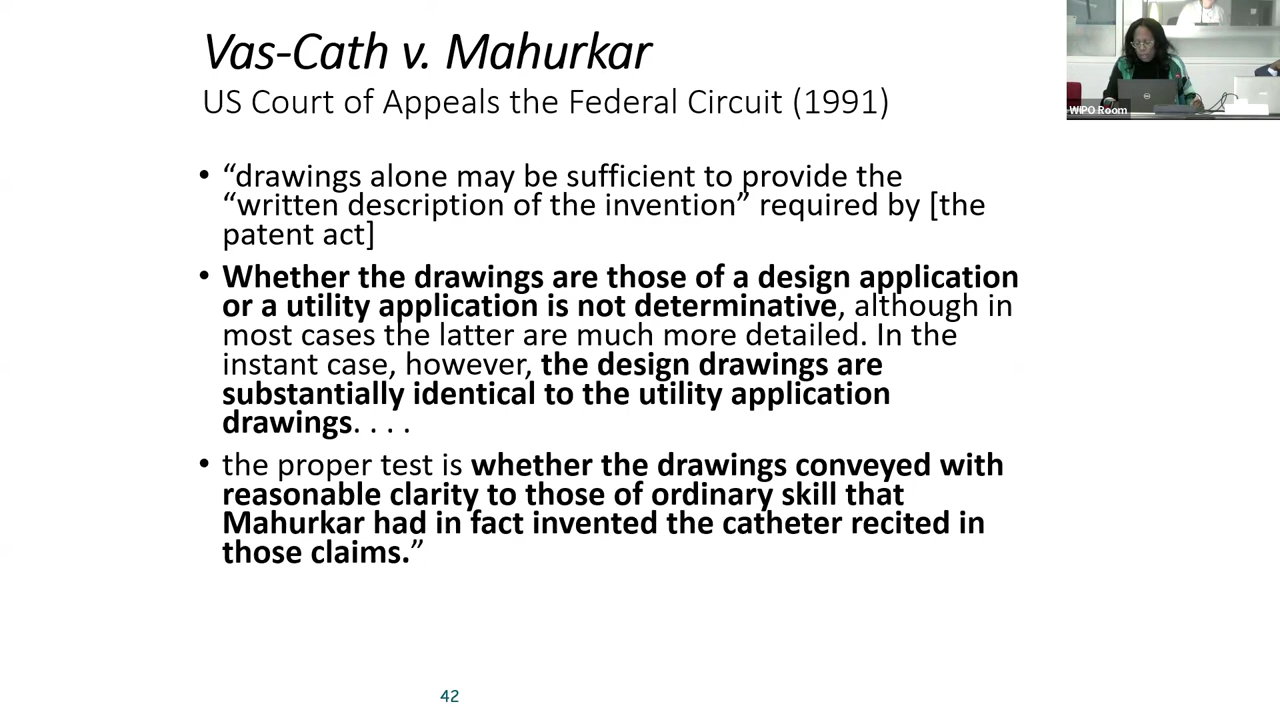 Vas-Cath v. Mahurkar
US Court of Appeals the Federal Circuit (1991)
• “drawings alone may be sufficient to provide the
“written description of the invention” required by [the
patent act]
• Whether the drawings are those of a design application
or a utility application is not determinative, although in
most cases the latter are much more detailed. In the
instant case, however, the design drawings are
substantially identical to the utility application
drawings. . . .
• the proper test is whether the drawings conveyed with
reasonable clarity to those of ordinary skill that
Mahurkar had in fact invented the catheter recited in
those claims.”
WIPO Room
42